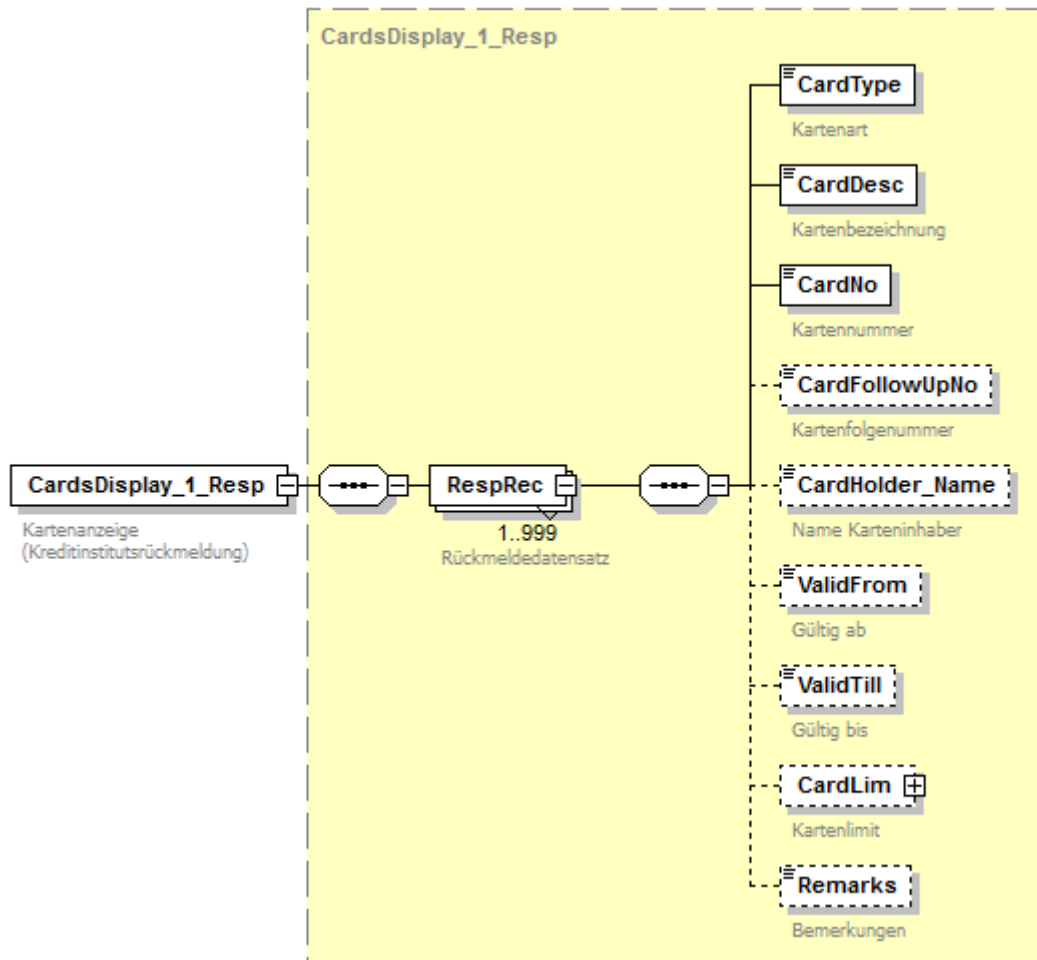 CardsDisplay_1_Resp
CardType
Kartenart
CardDesc
Kartenbezeichnung
CardNo
Kartennummer
CardFollowUpNo
Kartenfolgenummer
CardsDisplay_1_Resp
Kartenanzeige
(Kreditinstitutsrückmeldung)
RespRec
1..999
Rückmeldedatensatz
CardHolder_Name
Name Karteninhaber
ValidFrom
Gültig ab
ValidTill
Gültig bis
CardLim
Kartenlimit
Remarks
Bemerkungen